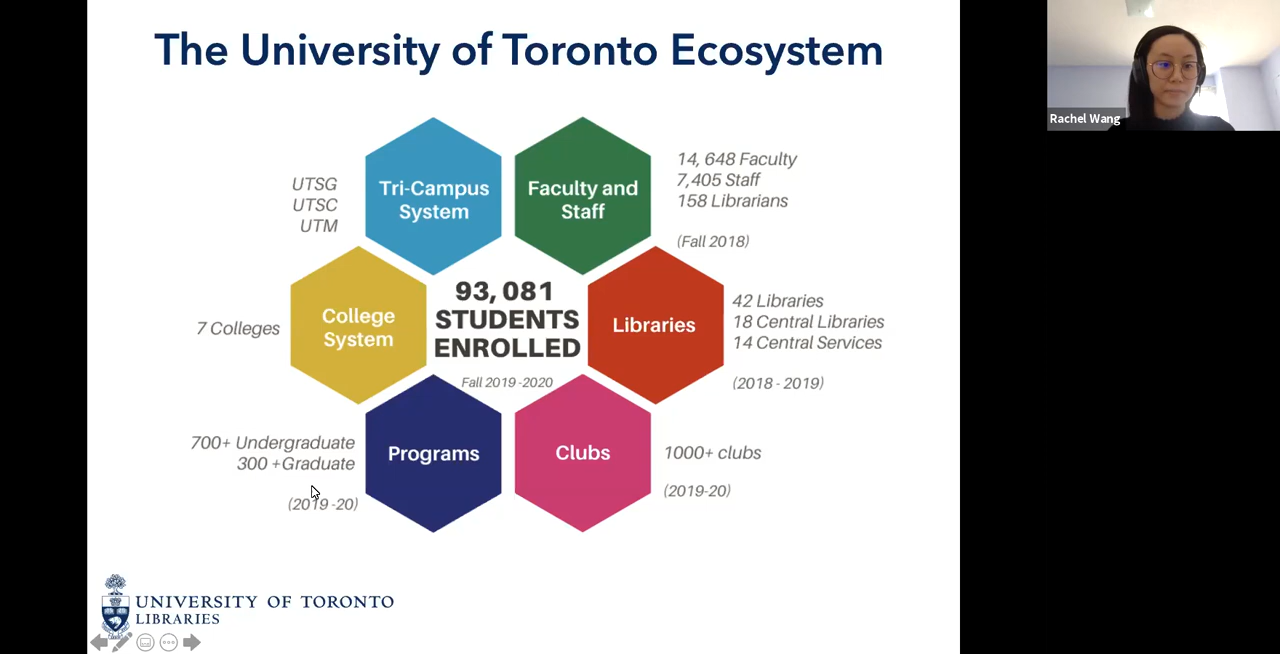 The University of Toronto Ecosystem
Rachel Wang
UTSG
UTSC
UTM
Tri-Campus
System
Faculty and
Staff
14, 648 Faculty
7,405 Staff
158 Librarians
(Fall 2018)
7 Colleges
College
System
93, 081
STUDENTS
ENROLLED
Fall 2019 -2020
Libraries
42 Libraries
18 Central Libraries
14 Central Services
(2018 - 2019)
700+ Undergraduate
300 +Graduate
(2019 -20)
Programs
Clubs
1000+ clubs
(2019-20)
UNIVERSITY OF TORONTO
LIBRARIES